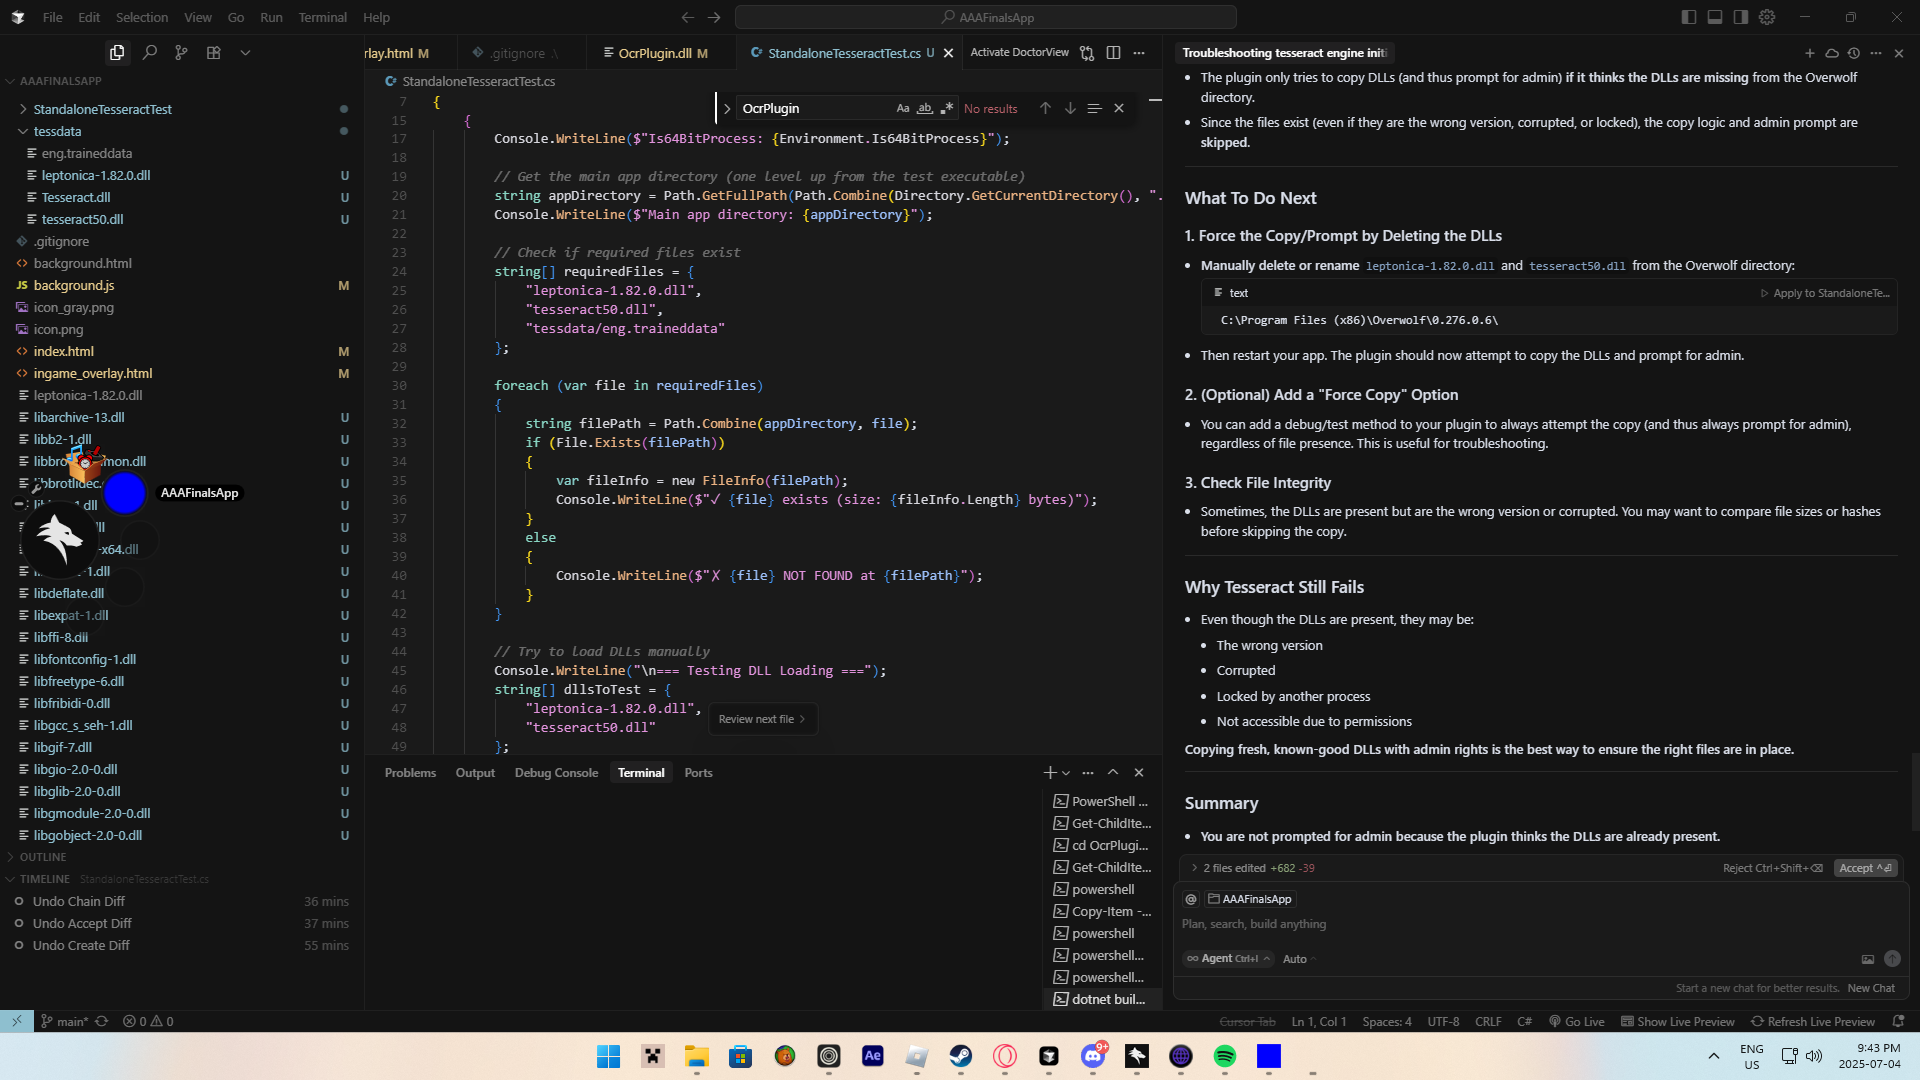 File Edit Selection View Go Run Terminal Help
AAAFinalsApp
rlay.html M
.gitignore
OcrPlugin.dll M
StandaloneTesseractTest.cs U
Activate DoctorView
Troubleshooting tesseract engine initi
AAAFINALSAPP
StandaloneTesseractTest
tessdata
eng.traineddata
leptonica-1.82.0.dll U
Tesseract.dll U
tesseract50.dll U
.gitignore
background.html
background.js M
icon_gray.png
icon.png
index.html M
ingame_overlay.html M
leptonica-1.82.0.dll
libarchive-13.dll U
libb2-1.dll U
mon.dll U
U
AAAFinalsApp
U
U
-x64.dll U
-1.dll U
libdeflate.dll U
libexpat-1.dll U
libffi-8.dll U
libfontconfig-1.dll U
libfreetype-6.dll U
libfribidi-0.dll U
libgcc_s_seh-1.dll U
libgif-7.dll U
libgio-2.0-0.dll U
libglib-2.0-0.dll U
libgmodule-2.0-0.dll U
libgobject-2.0-0.dll U
OUTLINE
TIMELINE StandaloneTesseractTest.cs
Undo Chain Diff 36 mins
Undo Accept Diff 37 mins
Undo Create Diff 55 mins
StandaloneTesseractTest.cs
OcrPlugin Aa ab .* No results
7 {
15 {
17 Console.WriteLine($"Is64BitProcess: {Environment.Is64BitProcess}");
18
19 // Get the main app directory (one level up from the test executable)
20 string appDirectory = Path.GetFullPath(Path.Combine(Directory.GetCurrentDirectory(), ".
21 Console.WriteLine($"Main app directory: {appDirectory}");
22
23 // Check if required files exist
24 string[] requiredFiles = {
25 "leptonica-1.82.0.dll",
26 "tesseract50.dll",
27 "tessdata/eng.traineddata"
28 };
29
30 foreach (var file in requiredFiles)
31 {
32 string filePath = Path.Combine(appDirectory, file);
33 if (File.Exists(filePath))
34 {
35 var fileInfo = new FileInfo(filePath);
36 Console.WriteLine($"✓ {file} exists (size: {fileInfo.Length} bytes)");
37 }
38 else
39 {
40 Console.WriteLine($"✗ {file} NOT FOUND at {filePath}");
41 }
42 }
43
44 // Try to load DLLs manually
45 Console.WriteLine("\n=== Testing DLL Loading ===");
46 string[] dllsToTest = {
47 "leptonica-1.82.0.dll",
48 "tesseract50.dll"
49 };
Review next file
Problems Output Debug Console Terminal Ports
PowerShell ...
Get-ChildIte...
cd OcrPlugi...
Get-ChildIte...
powershell
Copy-Item -...
powershell
powershell...
powershell...
dotnet buil...
The plugin only tries to copy DLLs (and thus prompt for admin) if it thinks the DLLs are missing from the Overwolf
directory.
Since the files exist (even if they are the wrong version, corrupted, or locked), the copy logic and admin prompt are
skipped.
What To Do Next
1. Force the Copy/Prompt by Deleting the DLLs
Manually delete or rename leptonica-1.82.0.dll and tesseract50.dll from the Overwolf directory:
text Apply to StandaloneTe...
C:\Program Files (x86)\Overwolf\0.276.0.6\
Then restart your app. The plugin should now attempt to copy the DLLs and prompt for admin.
2. (Optional) Add a "Force Copy" Option
You can add a debug/test method to your plugin to always attempt the copy (and thus always prompt for admin),
regardless of file presence. This is useful for troubleshooting.
3. Check File Integrity
Sometimes, the DLLs are present but are the wrong version or corrupted. You may want to compare file sizes or hashes
before skipping the copy.
Why Tesseract Still Fails
Even though the DLLs are present, they may be:
The wrong version
Corrupted
Locked by another process
Not accessible due to permissions
Copying fresh, known-good DLLs with admin rights is the best way to ensure the right files are in place.
Summary
You are not prompted for admin because the plugin thinks the DLLs are already present.
2 files edited +682 -39 Reject Ctrl+Shift+⌫ Accept ^⏎
@ AAAFinalsApp
Plan, search, build anything
∞ Agent Ctrl+I Auto
Start a new chat for better results. New Chat
main* 0 0
Cursor Tab Ln 1, Col 1 Spaces: 4 UTF-8 CRLF C# Go Live Show Live Preview Refresh Live Preview
Ae
9+
ENG
US
9:43 PM
2025-07-04